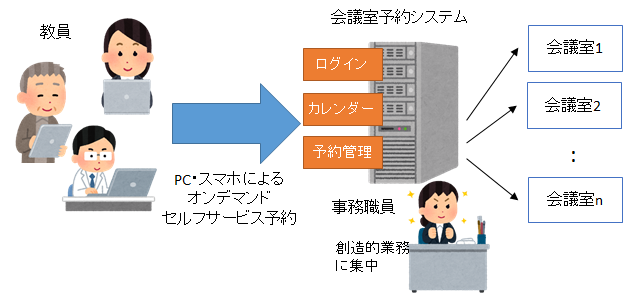 教員
会議室予約システム
ログイン
カレンダー
予約管理
PC・スマホによる
オンデマンド
セルフサービス予約
事務職員
創造的業務
に集中
会議室1
会議室2
:
会議室n